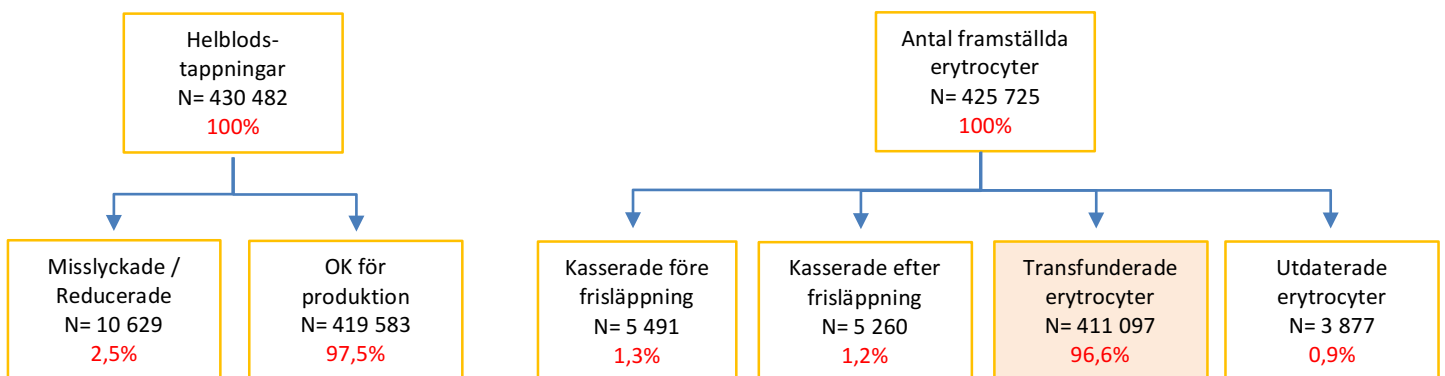 Helblods-
tappningar
N= 430 482
100%
Antal framställda
erytrocyter
N= 425 725
100%
Misslyckade /
Reducerade
N= 10 629
2,5%
OK för
produktion
N= 419 583
97,5%
Kasserade före
frisläppning
N= 5 491
1,3%
Kasserade efter
frisläppning
N= 5 260
1,2%
Transfunderade
erytrocyter
N= 411 097
96,6%
Utdaterade
erytrocyter
N= 3 877
0,9%